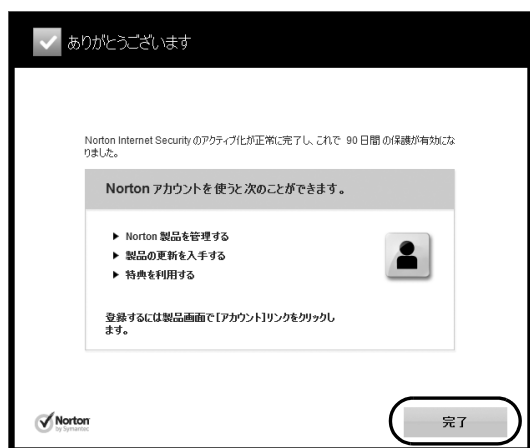 ありがとうございます
Norton Internet Security のアクティブ化が正常に完了し、これで 90 日間 の保護が有効にな
りました。
Norton アカウントを使うと次のことができます。
▶ Norton 製品を管理する
▶ 製品の更新を入手する
▶ 特典を利用する
登録するには製品画面で[アカウント]リンクをクリックし
ます。
Norton
by Symantec
完了